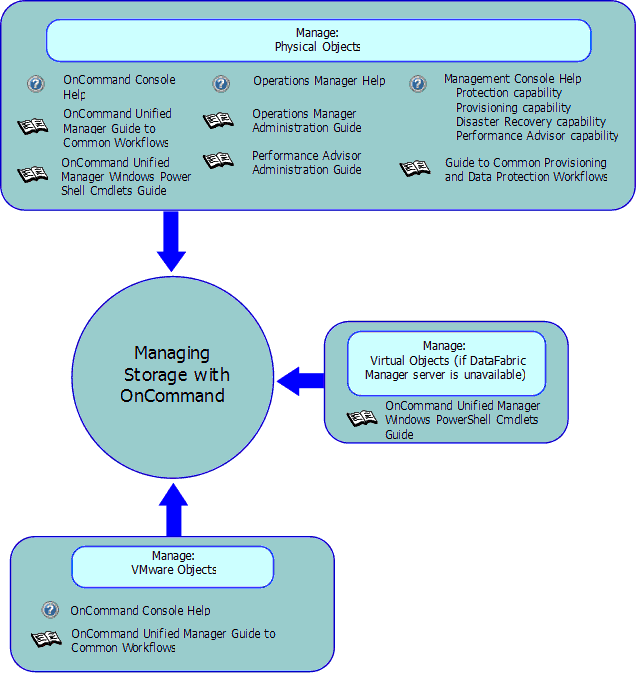 Manage:
Physical Objects
OnCommand Console
Help
OnCommand Unified
Manager Guide to
Common Workflows
OnCommand Unified
Manager Windows Power
Shell Cmdlets Guide
Operations Manager Help
Operations Manager
Administration Guide
Performance Advisor
Administration Guide
Management Console Help
Protection capability
Provisioning capability
Disaster Recovery capability
Performance Advisor capability
Guide to Common Provisioning
and Data Protection Workflows
Managing
Storage with
OnCommand
Manage:
Virtual Objects (if DataFabric
Manager server is unavailable)
OnCommand Unified Manager
Windows PowerShell Cmdlets
Guide
Manage:
VMware Objects
OnCommand Console Help
OnCommand Unified Manager Guide to
Common Workflows